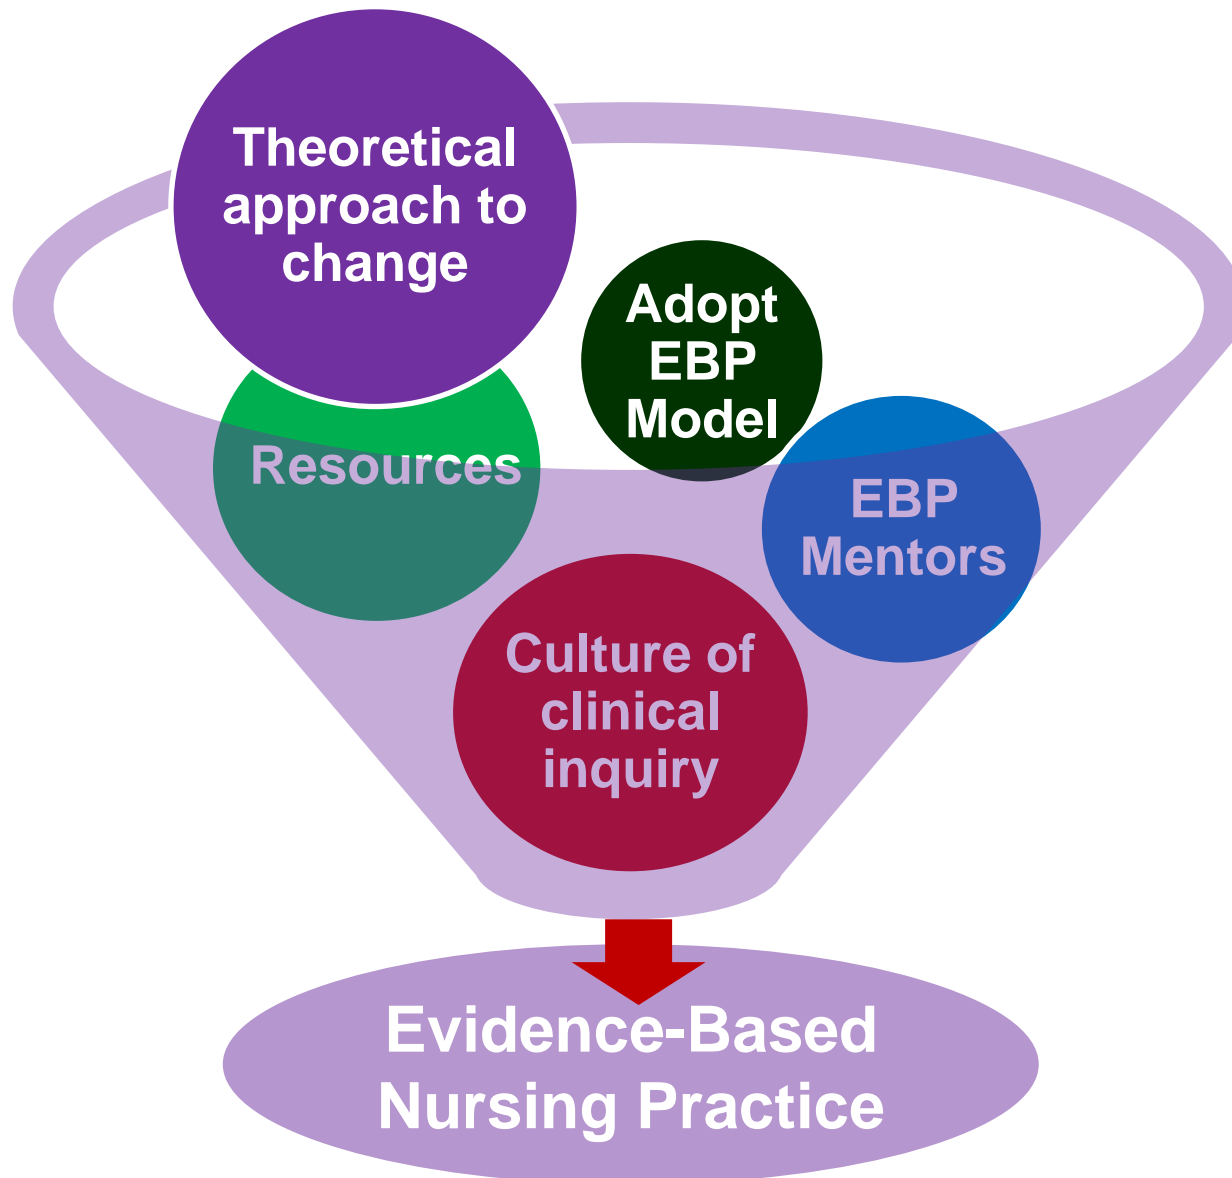 Theoretical
approach to
change
Adopt
EBP
Model
Resources
EBP
Mentors
Culture of
clinical
inquiry
Evidence-Based
Nursing Practice